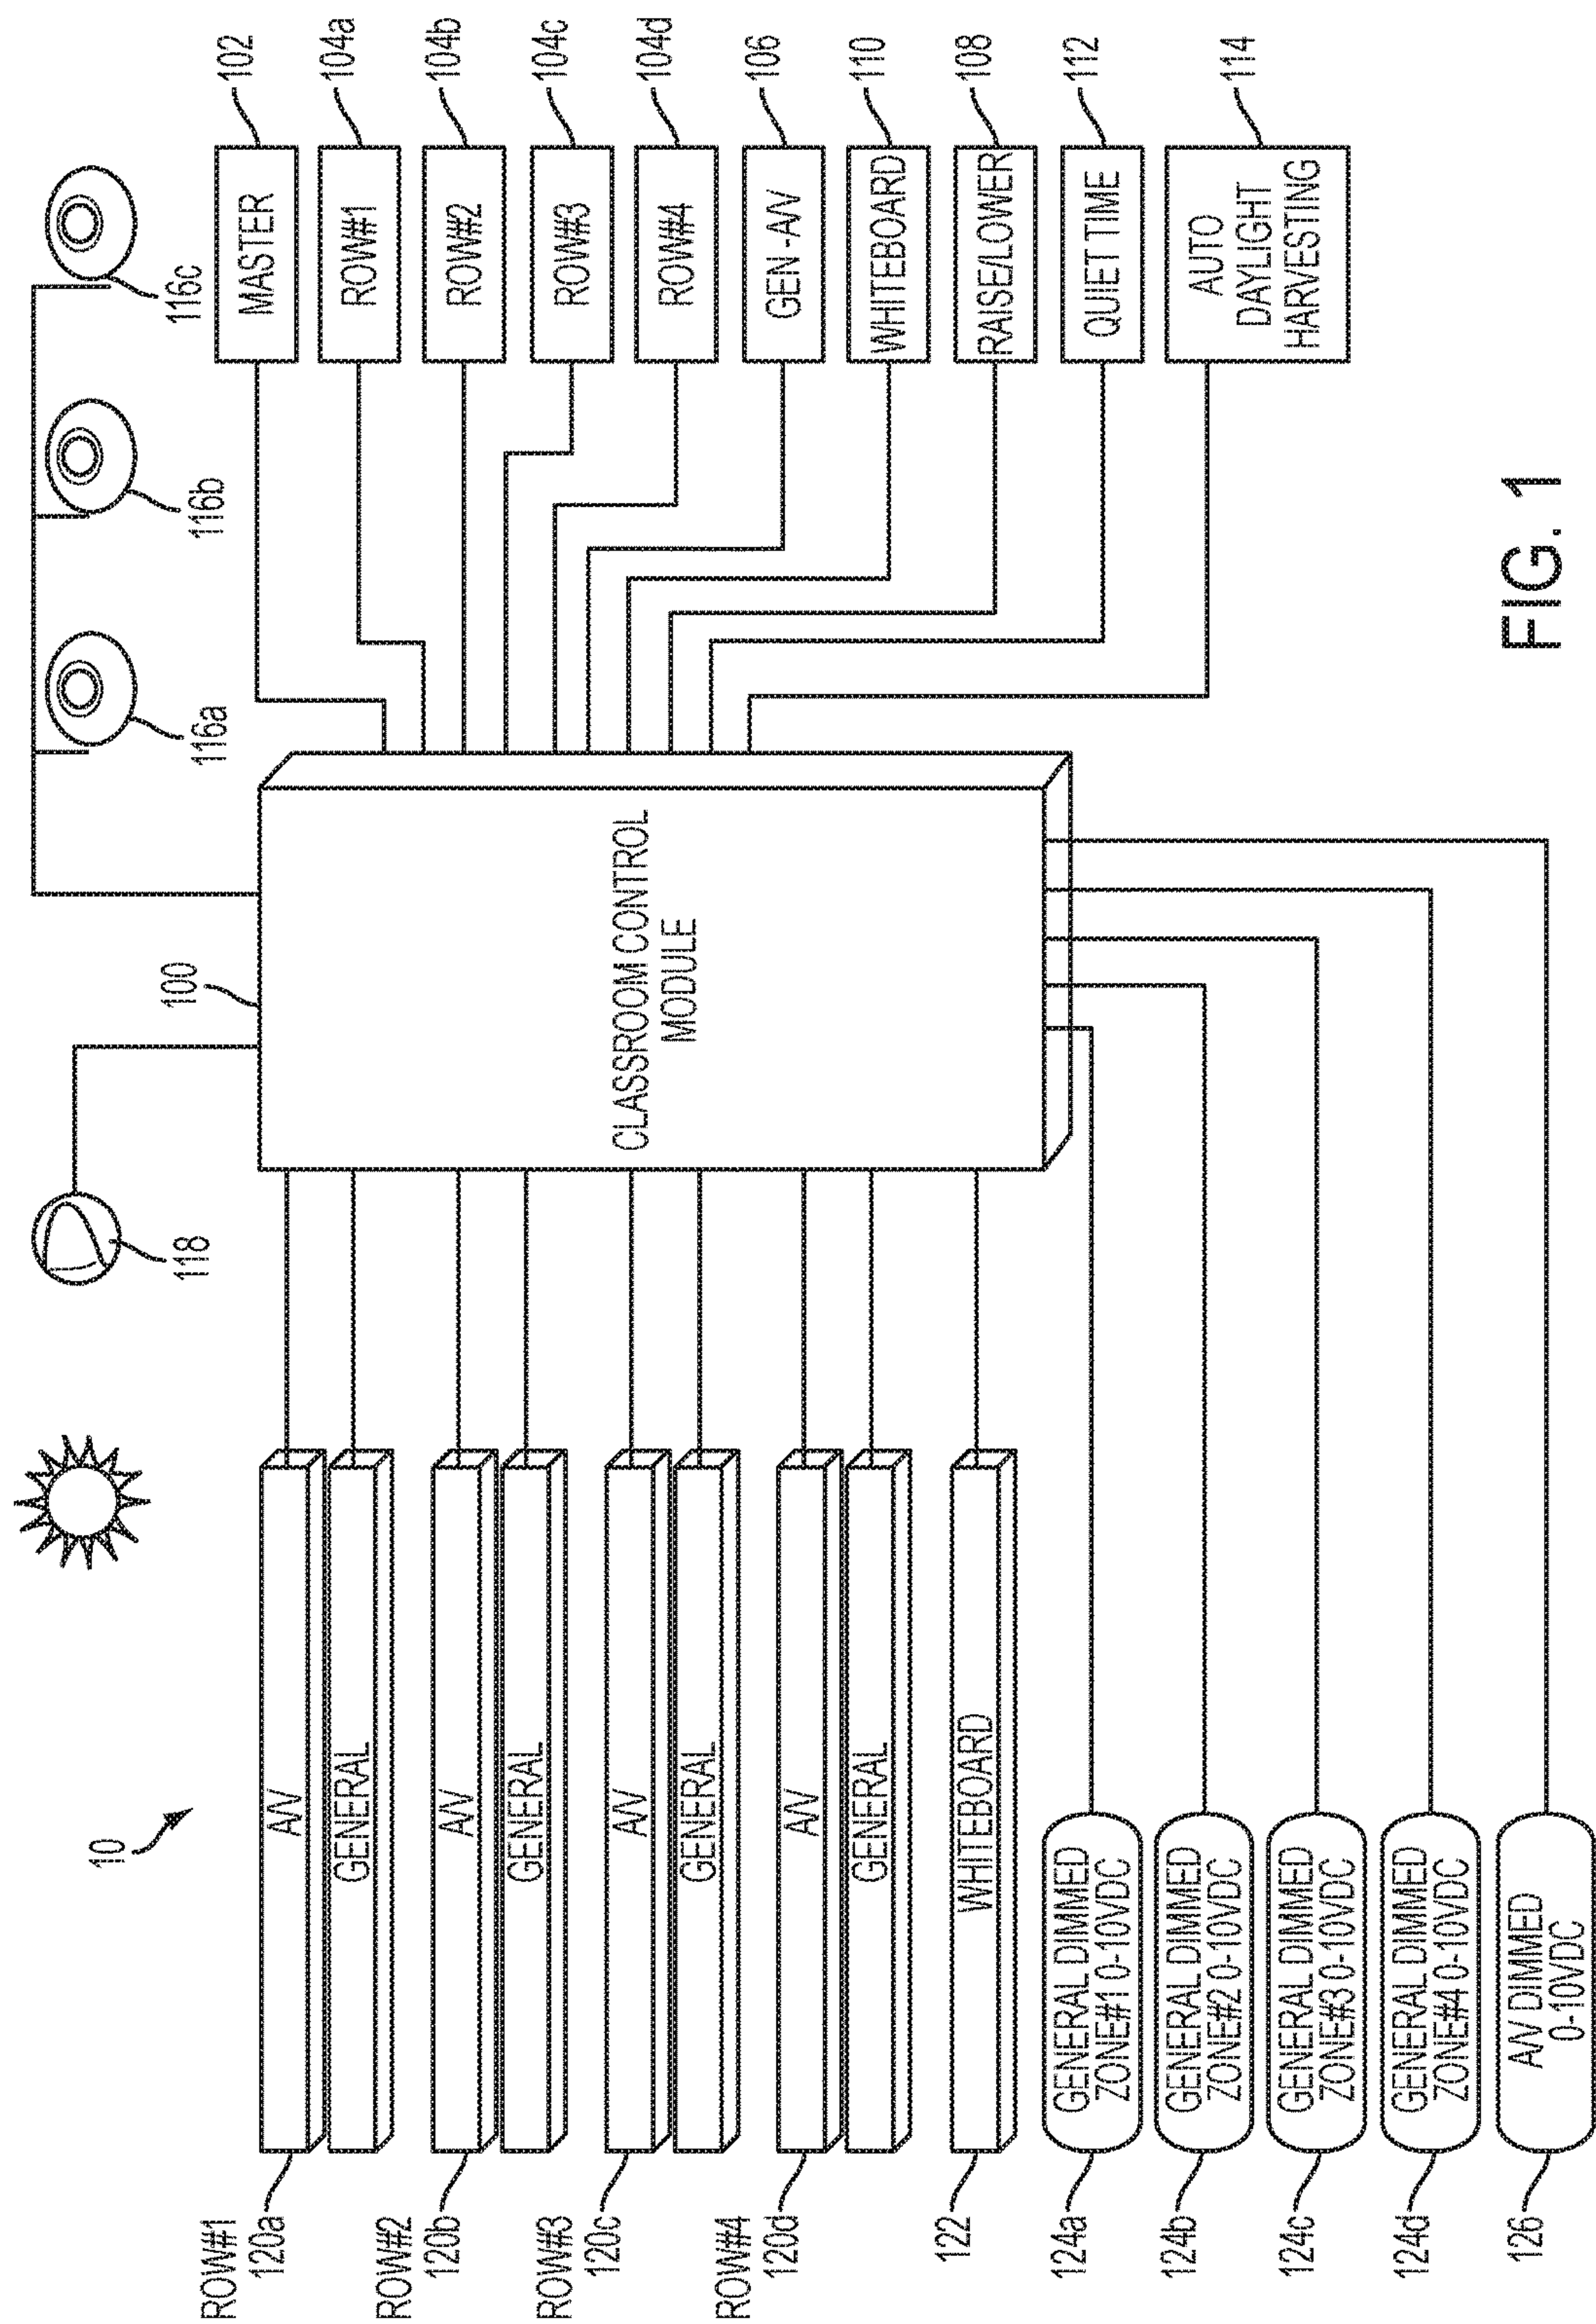 10
118
100
116a
116b
116c
ROW#1
120a
A/V
GENERAL
ROW#2
120b
A/V
GENERAL
ROW#3
120c
A/V
GENERAL
ROW#4
120d
A/V
GENERAL
122
WHITEBOARD
124a
GENERAL DIMMED
ZONE#1 0-10VDC
124b
GENERAL DIMMED
ZONE#2 0-10VDC
124c
GENERAL DIMMED
ZONE#3 0-10VDC
124d
GENERAL DIMMED
ZONE#4 0-10VDC
126
A/V DIMMED
0-10VDC
CLASSROOM CONTROL
MODULE
MASTER
102
ROW#1
104a
ROW#2
104b
ROW#3
104c
ROW#4
104d
GEN -A/V
106
WHITEBOARD
110
RAISE/LOWER
108
QUIET TIME
112
AUTO
DAYLIGHT
HARVESTING
114
FIG. 1